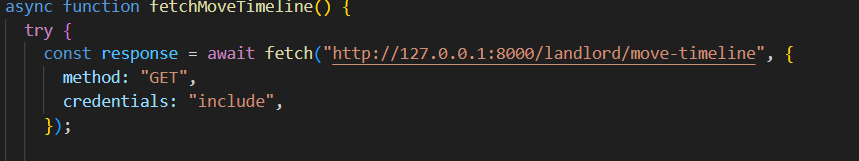 async function fetchMoveTimeline() {
try {
const response = await fetch("http://127.0.0.1:8000/landlord/move-timeline", {
method: "GET",
credentials: "include",
});